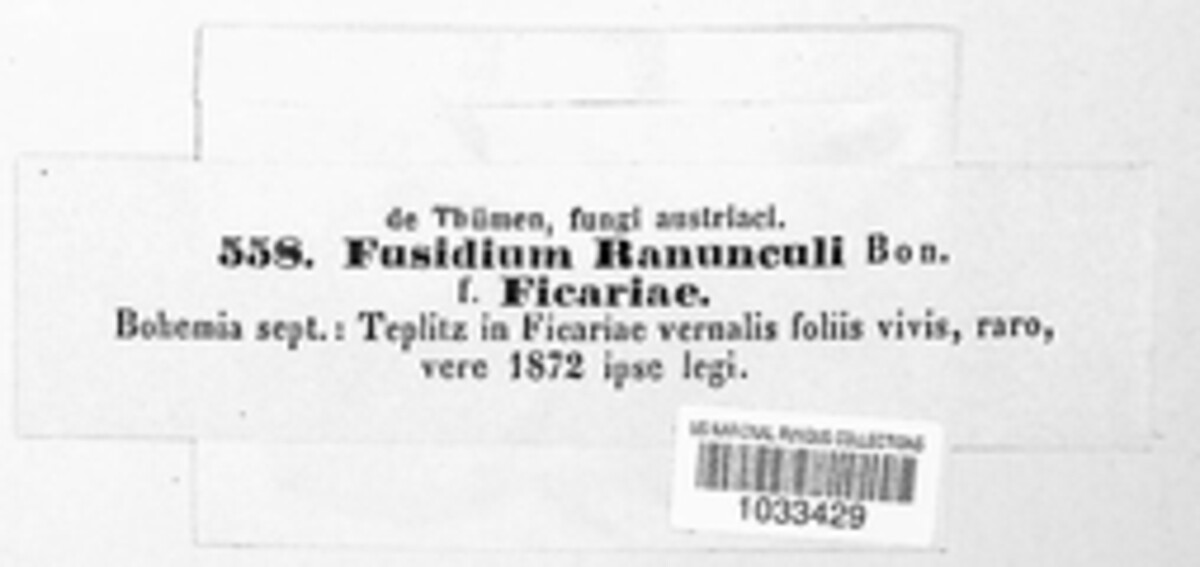 de Thümen, fungi austriaci.
558. Fusidium Ranunculi Bon.
f. Ficariae.
Bohemia sept.: Teplitz in Ficariae vernalis foliis vivis, raro,
vere 1872 ipse legi.
US NATIONAL FUNGUS COLLECTIONS
1033429